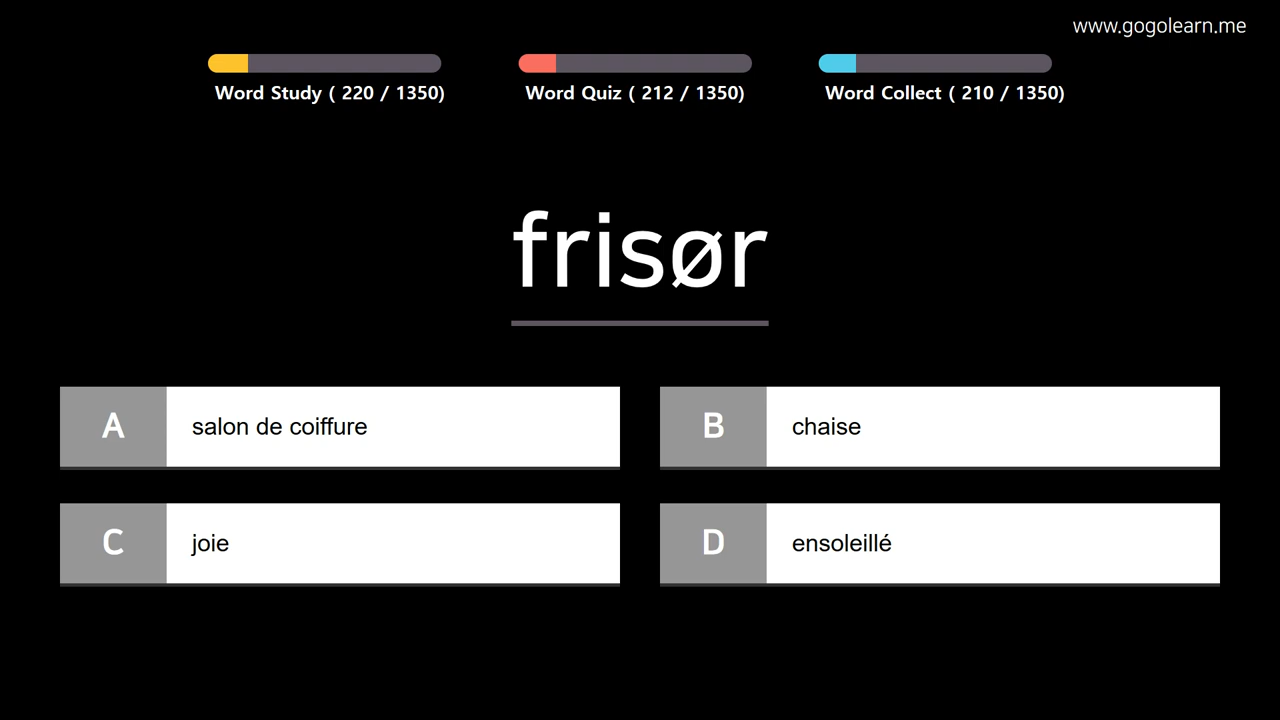 www.gogolearn.me
Word Study ( 220 / 1350)
Word Quiz ( 212 / 1350)
Word Collect ( 210 / 1350)
frisør
A
salon de coiffure
B
chaise
C
joie
D
ensoleillé